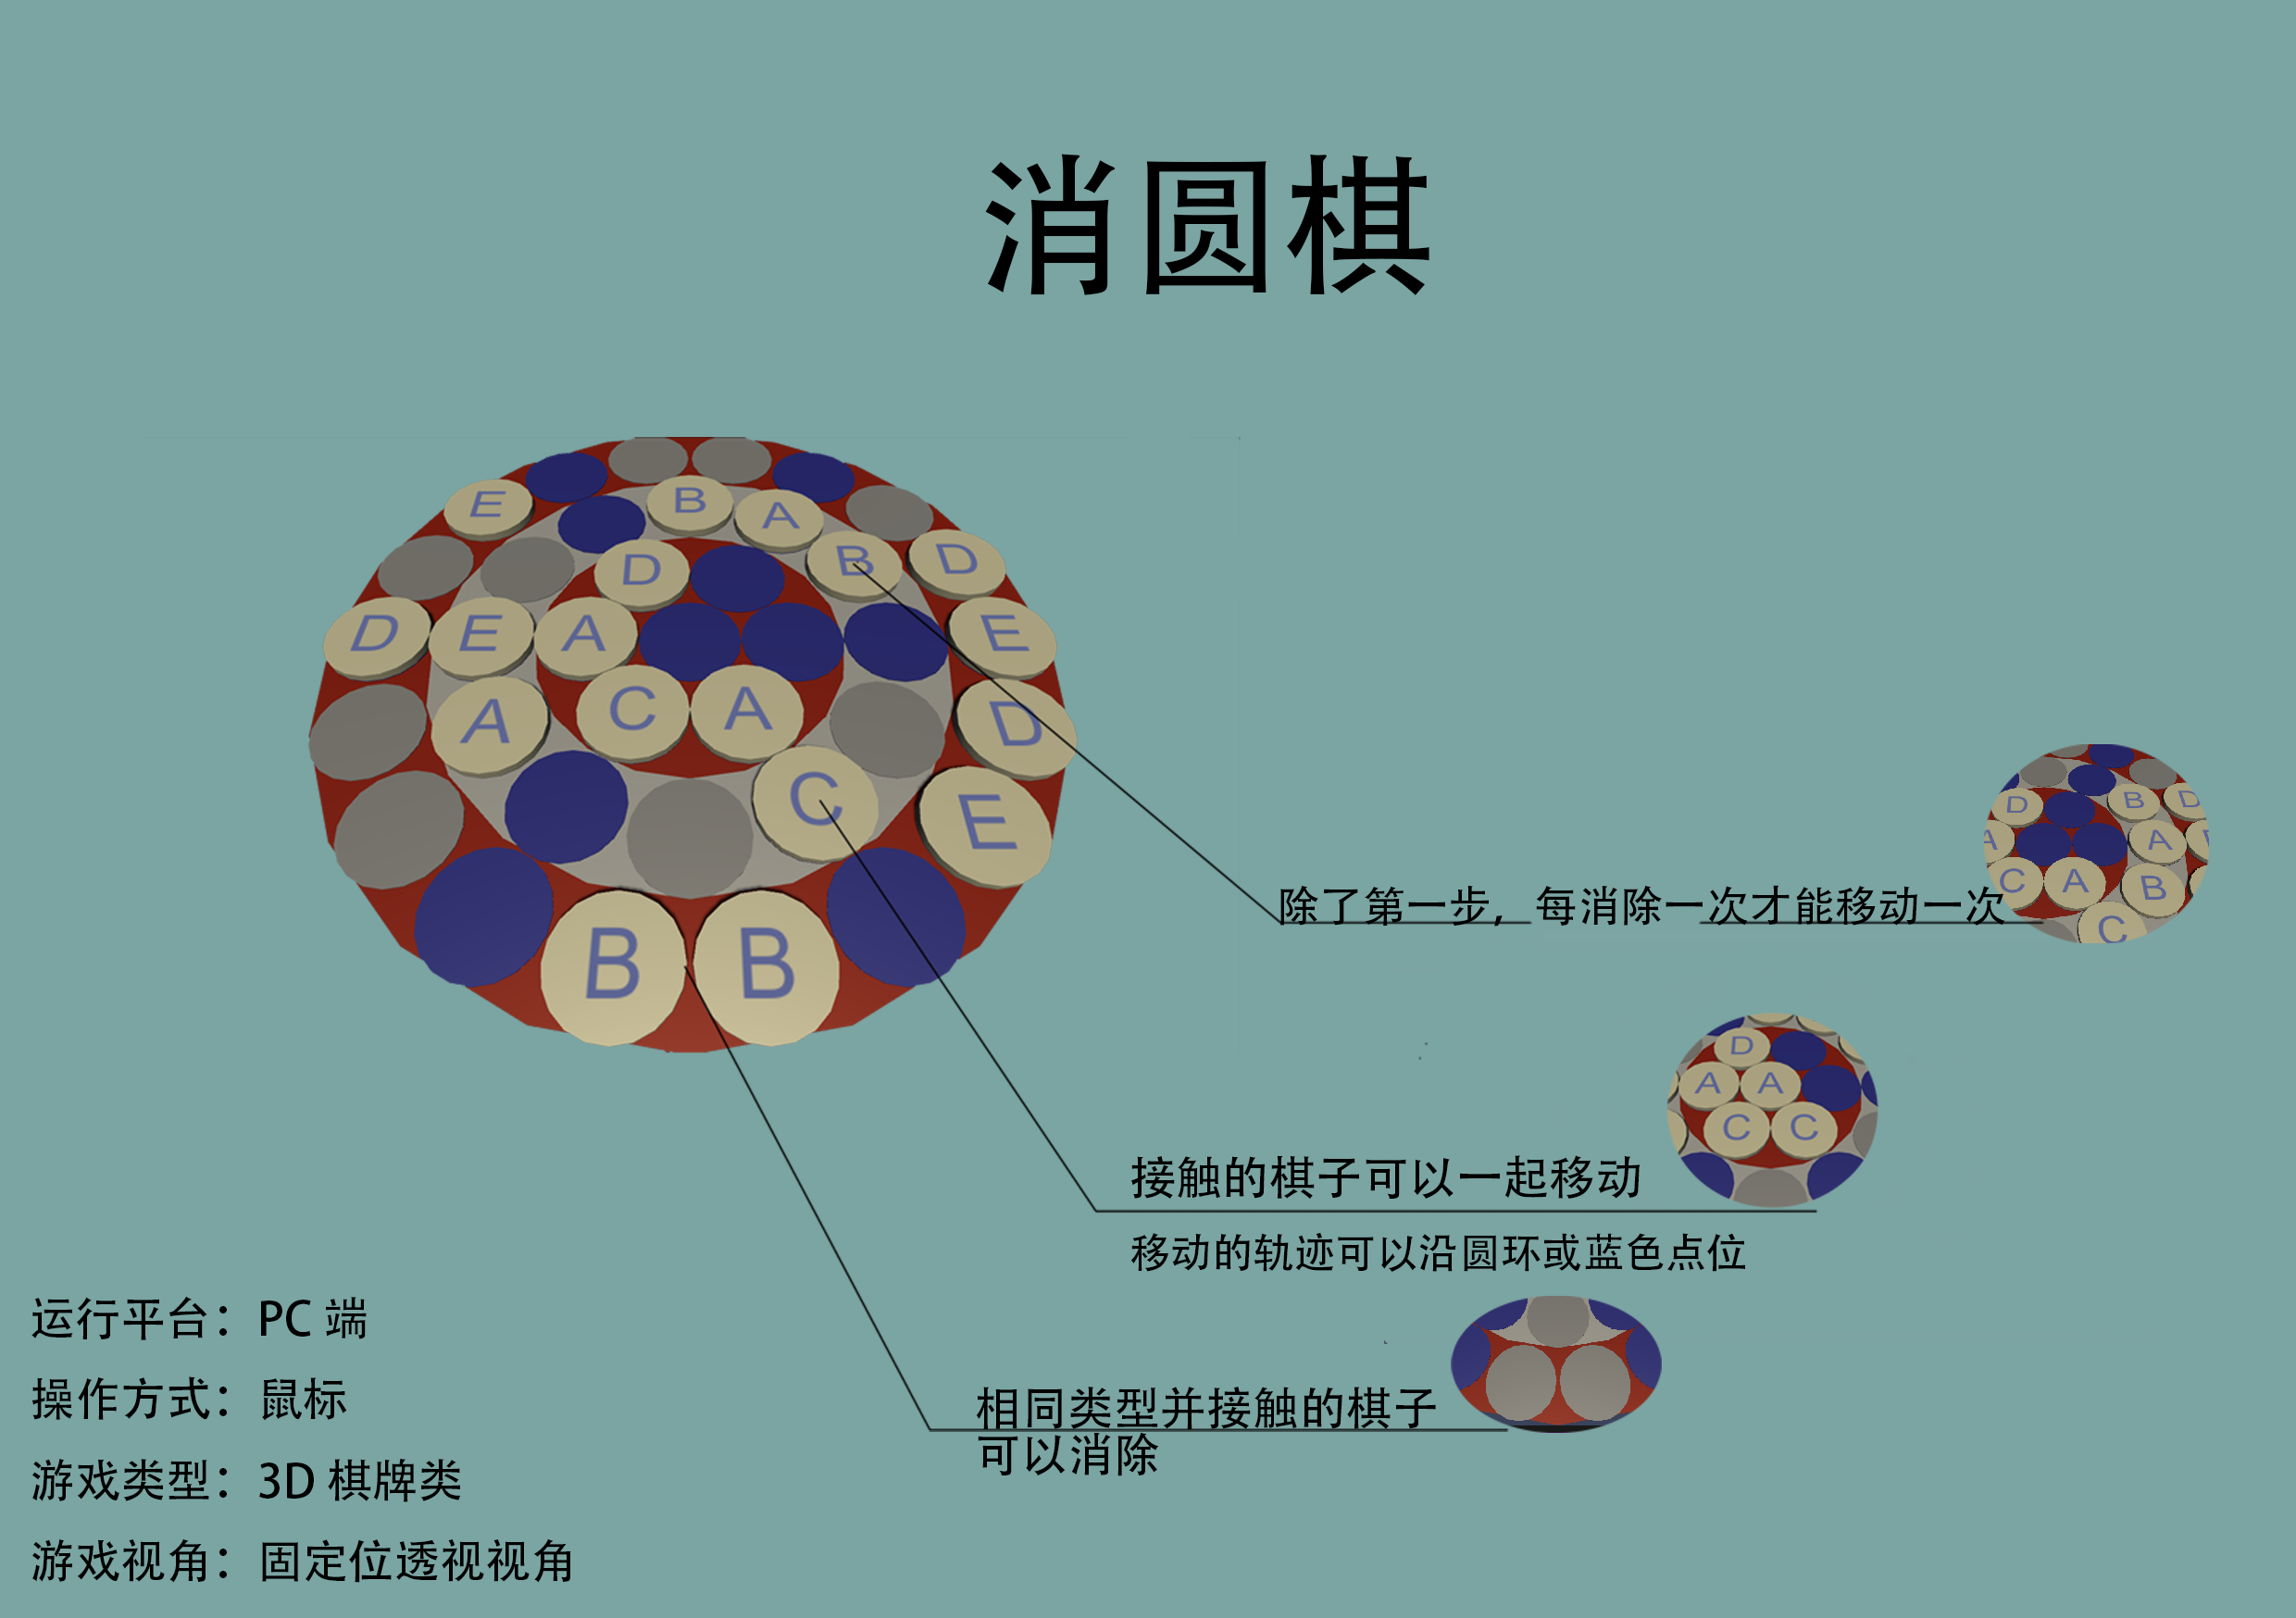 消圆棋
E
B
A
B
D
D
D
E
A
E
A
C
A
D
C
E
B
B
D
B
D
A
A
C
A
B
C
除了第一步，每消除一次才能移动一次
D
A
A
C
C
接触的棋子可以一起移动
移动的轨迹可以沿圆环或蓝色点位
相同类型并接触的棋子
可以消除
运行平台：PC 端
操作方式：鼠标
游戏类型：3D 棋牌类
游戏视角：固定位透视视角